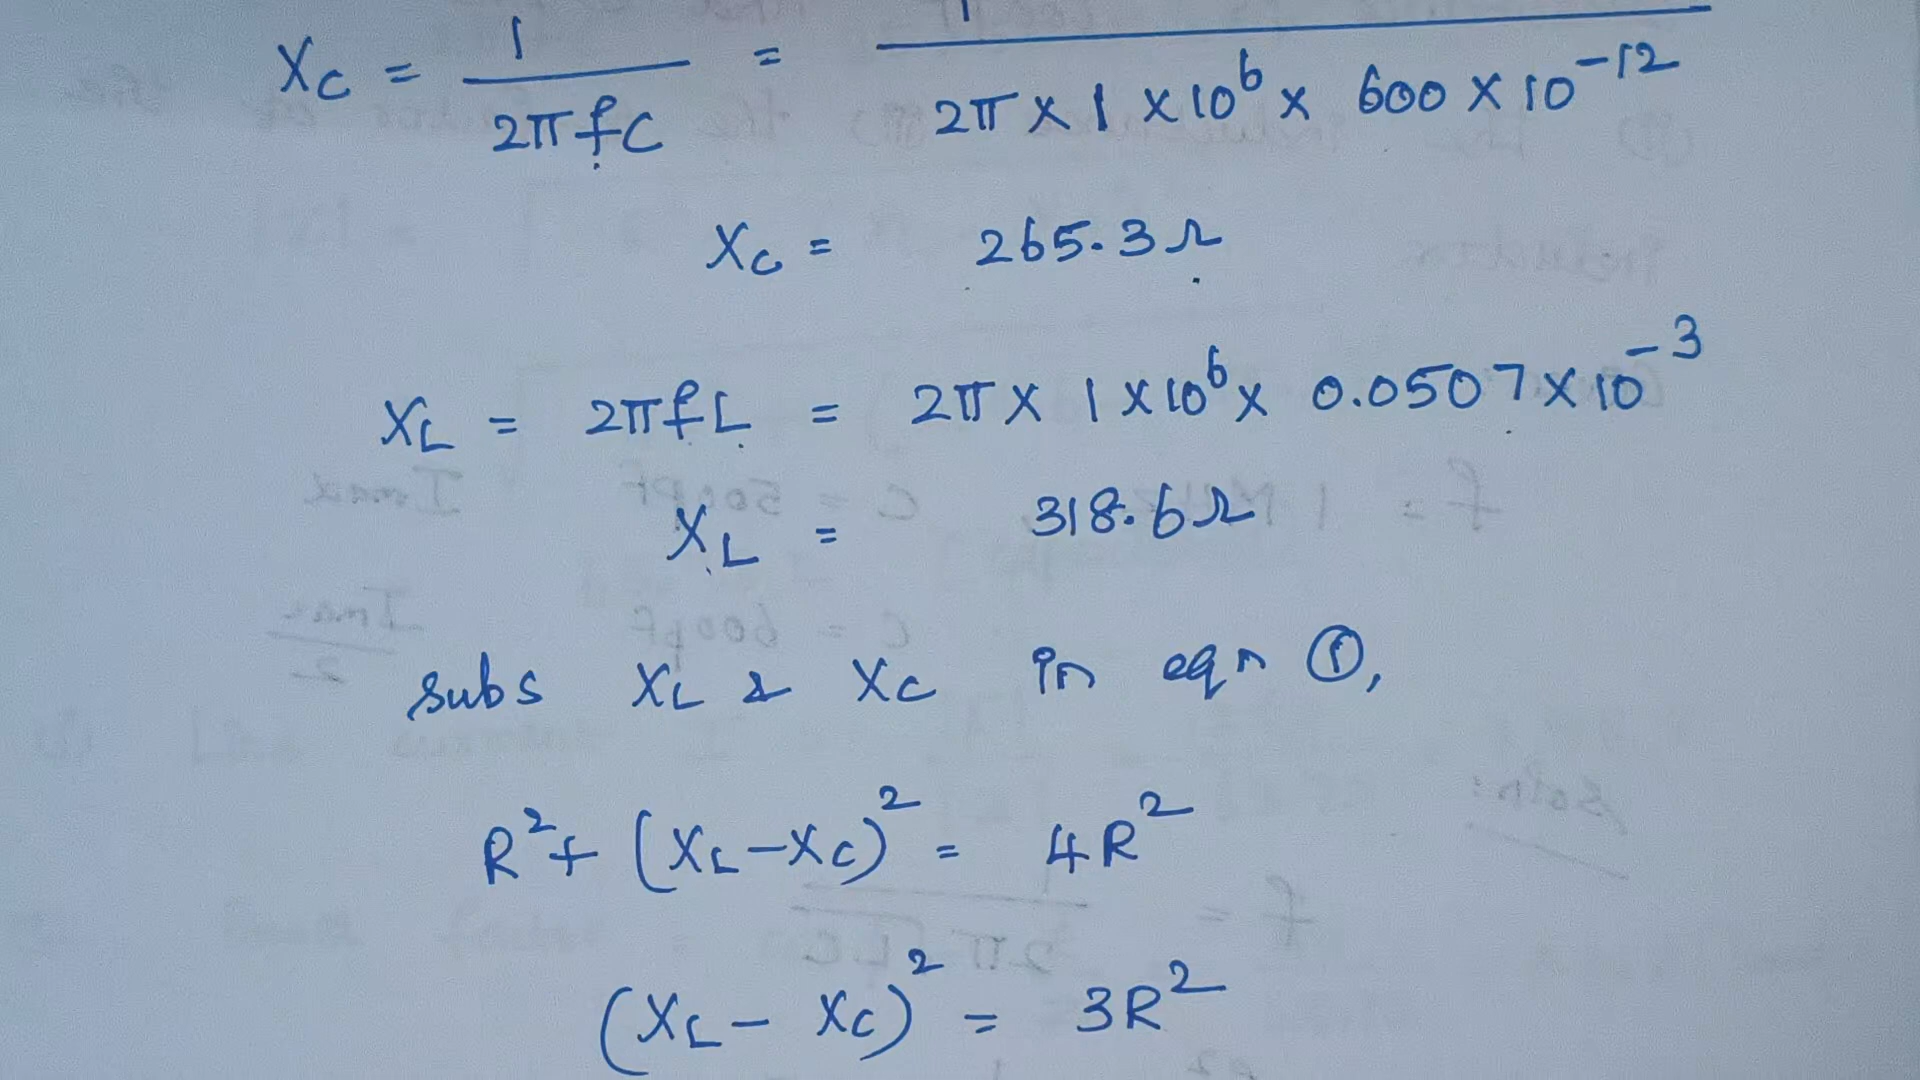 Xc = 1 / 2πfC = 1 / 2π x 1 x 10⁶ x 600 x 10⁻¹²
Xc = 265.3Ω
XL = 2πfL = 2π x 1 x 10⁶ x 0.0507 x 10⁻³
XL = 318.6Ω
subs XL & Xc in eqn ①,
R² + (XL - Xc)² = 4R²
(XL - Xc)² = 3R²